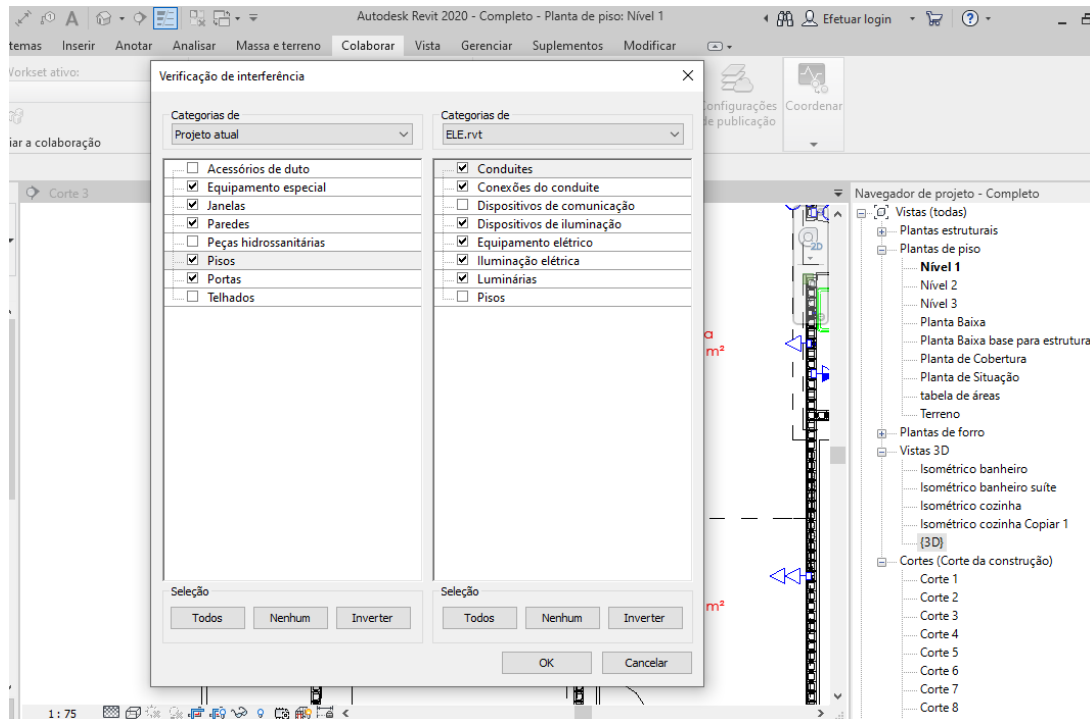 Autodesk Revit 2020 - Completo - Planta de piso: Nível 1
Efetuar login
temas Inserir Anotar Analisar Massa e terreno Colaborar Vista Gerenciar Suplementos Modificar
Workset ativo:
iar a colaboração
Configurações de publicação
Coordenar
Corte 3
Verificação de interferência
Categorias de
Projeto atual
Acessórios de duto
Equipamento especial
Janelas
Paredes
Peças hidrossanitárias
Pisos
Portas
Telhados
Seleção
Todos Nenhum Inverter
Categorias de
ELE.rvt
Conduites
Conexões do conduite
Dispositivos de comunicação
Dispositivos de iluminação
Equipamento elétrico
Iluminação elétrica
Luminárias
Pisos
Seleção
Todos Nenhum Inverter
OK Cancelar
2D
a
m²
m²
1 : 75
Navegador de projeto - Completo
Vistas (todas)
Plantas estruturais
Plantas de piso
Nível 1
Nível 2
Nível 3
Planta Baixa
Planta Baixa base para estrutura
Planta de Cobertura
Planta de Situação
tabela de áreas
Terreno
Plantas de forro
Vistas 3D
Isométrico banheiro
Isométrico banheiro suíte
Isométrico cozinha
Isométrico cozinha Copiar 1
{3D}
Cortes (Corte da construção)
Corte 1
Corte 2
Corte 3
Corte 4
Corte 5
Corte 6
Corte 7
Corte 8